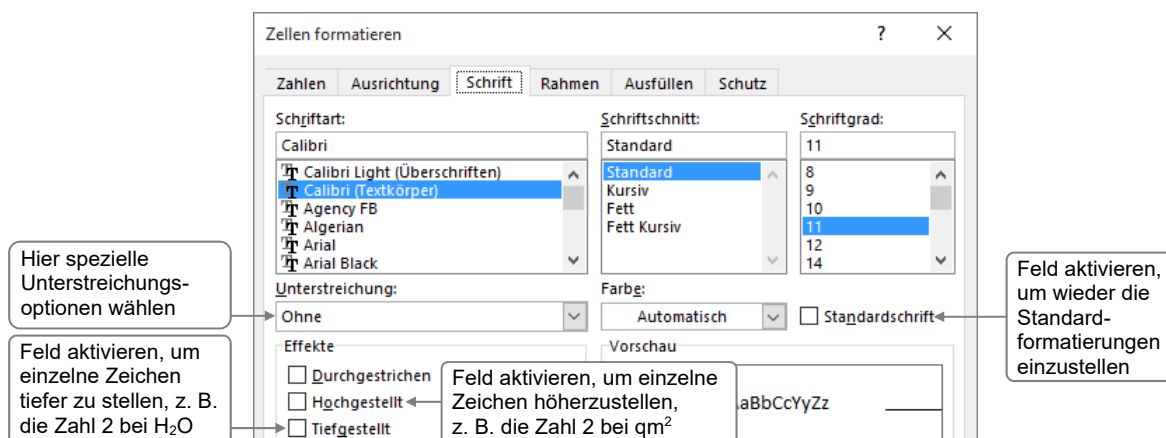 Zellen formatieren ?
Zahlen Ausrichtung Schrift Rahmen Ausfüllen Schutz
Schriftart: Schriftschnitt: Schriftgrad:
Calibri Standard 11
Calibri Light (Überschriften) Standard 8
Calibri (Textkörper) Kursiv 9
Agency FB Fett 10
Algerian Fett Kursiv 11
Arial 12
Arial Black 14
Hier spezielle
Unterstreichungs-
optionen wählen
Unterstreichung: Farbe:
Ohne Automatisch Standardschrift
Feld aktivieren,
um wieder die
Standard-
formatierungen
einzustellen
Effekte Vorschau
Feld aktivieren, um
einzelne Zeichen
tiefer zu stellen, z. B.
die Zahl 2 bei H₂O
Durchgestrichen
Hochgestellt
Tiefgestellt
Feld aktivieren, um einzelne
Zeichen höherzustellen,
z. B. die Zahl 2 bei qm²
aBbCcYyZz